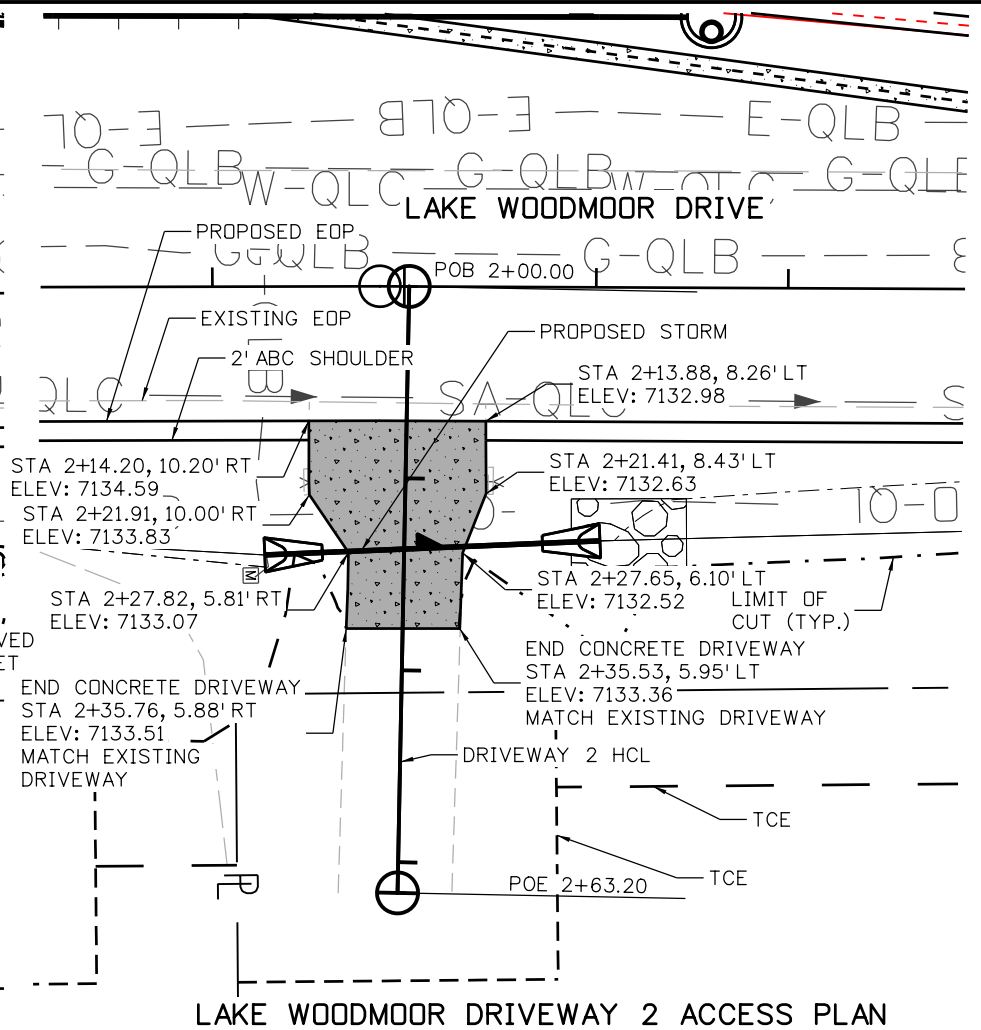 E-QLB
E-QLB
E-QLB
G-QLB
W-QLC
G-QLB
W-QLC
LAKE WOODMOOR DRIVE
PROPOSED EOP
G-QLB
POB 2+00.00
EXISTING EOP
PROPOSED STORM
2' ABC SHOULDER
QLC
B
STA 2+13.88, 8.26' LT
ELEV: 7132.98
STA 2+14.20, 10.20' RT
ELEV: 7134.59
STA 2+21.41, 8.43' LT
ELEV: 7132.63
STA 2+21.91, 10.00' RT
ELEV: 7133.83
M
STA 2+27.82, 5.81' RT
ELEV: 7133.07
STA 2+27.65, 6.10' LT
ELEV: 7132.52
LIMIT OF
CUT (TYP.)
END CONCRETE DRIVEWAY
STA 2+35.53, 5.95' LT
ELEV: 7133.36
MATCH EXISTING DRIVEWAY
END CONCRETE DRIVEWAY
STA 2+35.76, 5.88' RT
ELEV: 7133.51
MATCH EXISTING
DRIVEWAY
DRIVEWAY 2 HCL
TCE
TCE
PL
POE 2+63.20
LAKE WOODMOOR DRIVEWAY 2 ACCESS PLAN